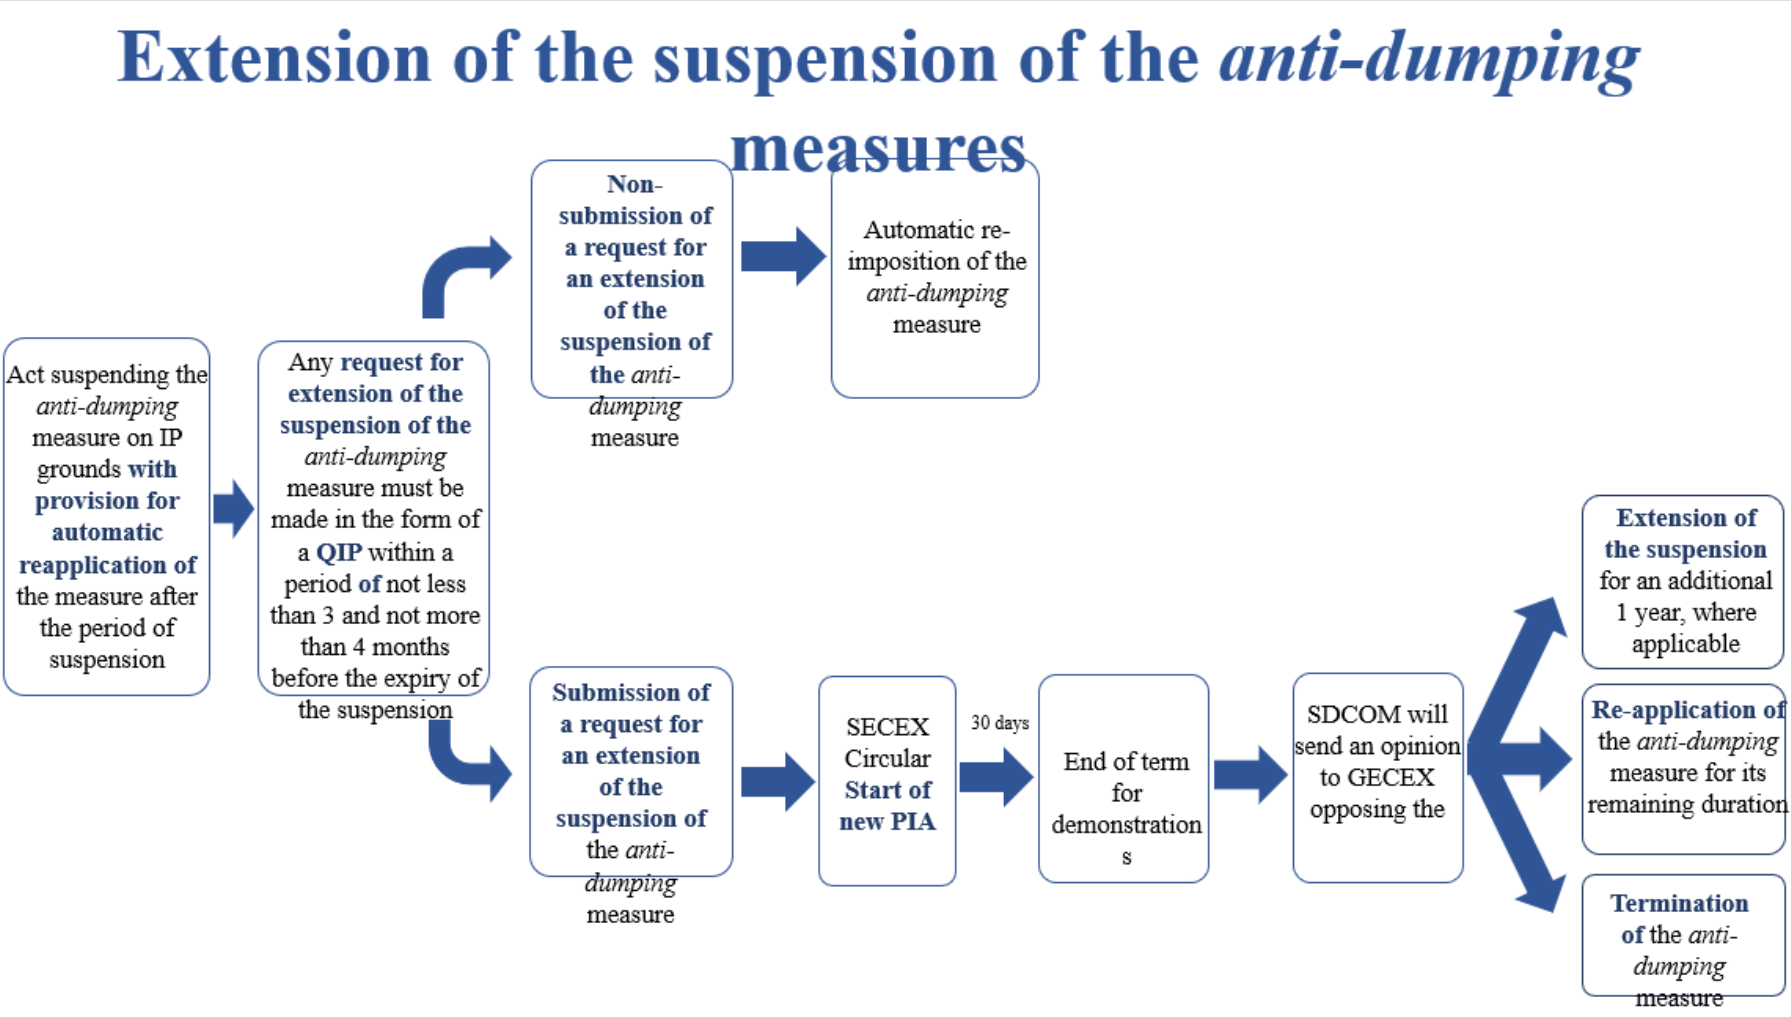 Extension of the suspension of the anti-dumping
measures
Act suspending the
anti-dumping
measure on IP
grounds with
provision for
automatic
reapplication of
the measure after
the period of
suspension
Any request for
extension of the
suspension of the
anti-dumping
measure must be
made in the form of
a QIP within a
period of not less
than 3 and not more
than 4 months
before the expiry of
the suspension
Non-
submission of
a request for
an extension
of the
suspension of
the anti-
dumping
measure
Automatic re-
imposition of the
anti-dumping
measure
Submission of
a request for
an extension
of the
suspension of
the anti-
dumping
measure
SECEX
Circular
Start of
new PIA
30 days
End of term
for
demonstration
s
SDCOM will
send an opinion
to GECEX
opposing the
Extension of
the suspension
for an additional
1 year, where
applicable
Re-application of
the anti-dumping
measure for its
remaining duration
Termination
of the anti-
dumping
measure